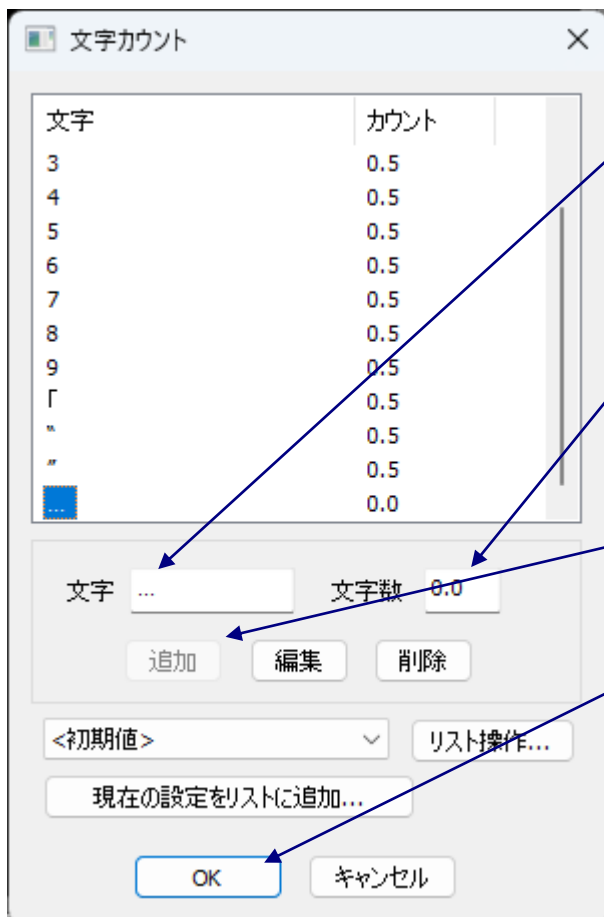 文字カウント
文字 カウント
3 0.5
4 0.5
5 0.5
6 0.5
7 0.5
8 0.5
9 0.5
「 0.5
〝 0.5
〟 0.5
... 0.0
文字 ... 文字数 0.0
追加 編集 削除
<初期値> リスト操作...
現在の設定をリストに追加...
OK キャンセル